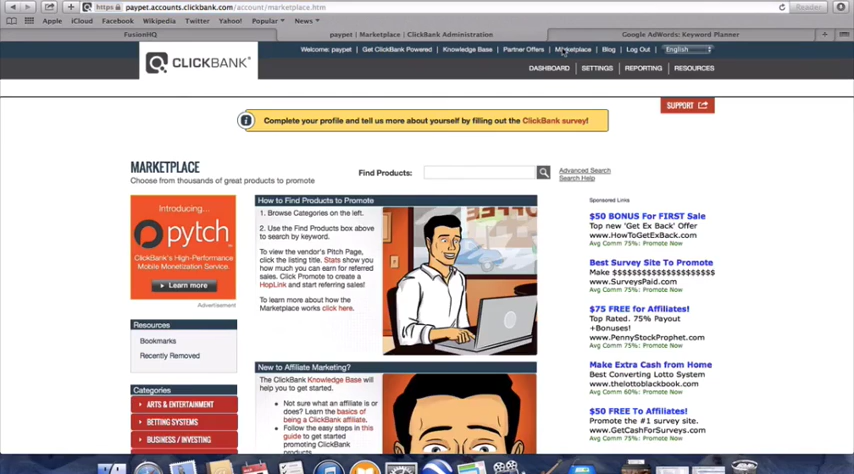 https paypet.accounts.clickbank.com/account/marketplace.htm
Reader
Apple iCloud Facebook Wikipedia Twitter Yahoo! Popular News
FusionHQ
paypet | Marketplace | ClickBank Administration
Google AdWords: Keyword Planner
Welcome: paypet | Get ClickBank Powered | Knowledge Base | Partner Offers | Marketplace | Blog | Log Out | English
CLICKBANK®
DASHBOARD | SETTINGS | REPORTING | RESOURCES
SUPPORT
Complete your profile and tell us more about yourself by filling out the ClickBank survey!
MARKETPLACE
Choose from thousands of great products to promote
Find Products:
Advanced Search
Search Help
Introducing...
pytch
ClickBank's High-Performance
Mobile Monetization Service.
Learn more
Advertisement
Resources
Bookmarks
Recently Removed
Categories
ARTS & ENTERTAINMENT
BETTING SYSTEMS
BUSINESS / INVESTING
How to Find Products to Promote
1. Browse Categories on the left.
2. Use the Find Products box above
to search by keyword.
To view the vendor's Pitch Page,
click the listing title. Stats show you
how much you can earn for referred
sales. Click Promote to create a
HopLink and start referring sales!
To learn more about how the
Marketplace works click here.
New to Affiliate Marketing?
The ClickBank Knowledge Base will
help you to get started.
Not sure what an affiliate is or
does? Learn the basics of
being a ClickBank affiliate.
Follow the easy steps in this
guide to get started
promoting ClickBank
products
Sponsored Links
$50 BONUS For FIRST Sale
Top new 'Get Ex Back' Offer
www.HowToGetExBack.com
Avg Comm 75%: Promote Now
Best Survey Site To Promote
Make $$$$$$$$$$$$$$$$$$$$$
www.SurveysPaid.com
Avg Comm 75%: Promote Now
$75 FREE for Affiliates!
Top Rated. 75% Payout
+Bonuses!
www.PennyStockProphet.com
Avg Comm 75%: Promote Now
Make Extra Cash from Home
Best Converting Lotto System
www.thelottoblackbook.com
Avg Comm 60%: Promote Now
$50 FREE To Affiliates!
Promote the #1 survey site.
www.GetCashForSurveys.com
Avg Comm 75%: Promote Now